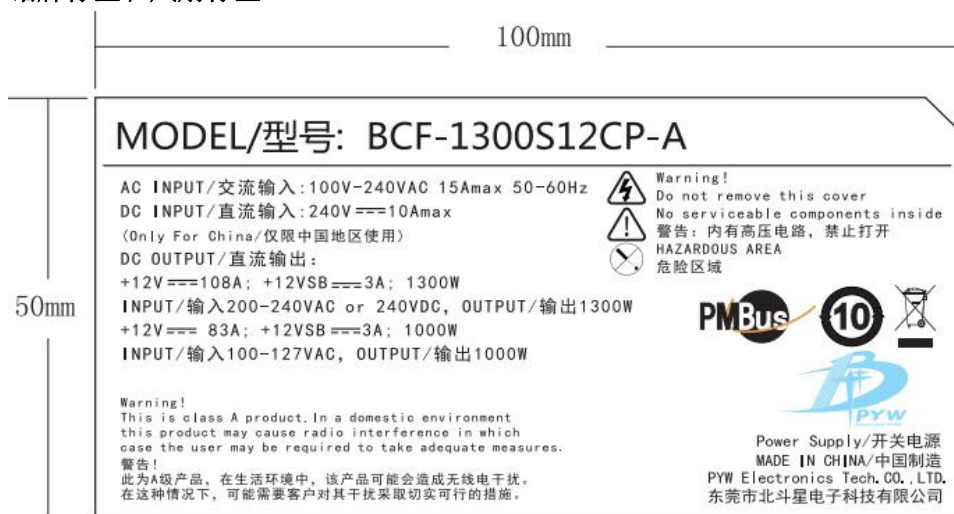 100mm
50mm
MODEL/型号: BCF-1300S12CP-A
AC INPUT/交流输入:100V-240VAC 15Amax 50-60Hz
DC INPUT/直流输入:240V⎓10Amax
(Only For China/仅限中国地区使用)
DC OUTPUT/直流输出:
+12V⎓108A; +12VSB⎓3A; 1300W
INPUT/输入200-240VAC or 240VDC, OUTPUT/输出1300W
+12V⎓ 83A; +12VSB⎓3A; 1000W
INPUT/输入100-127VAC, OUTPUT/输出1000W
Warning!
Do not remove this cover
No serviceable components inside
警告: 内有高压电路, 禁止打开
HAZARDOUS AREA
危险区域
PMBus
10
PYW
Warning!
This is class A product. In a domestic environment
this product may cause radio interference in which
case the user may be required to take adequate measures.
警告!
此为A级产品, 在生活环境中, 该产品可能会造成无线电干扰。
在这种情况下, 可能需要客户对其干扰采取切实可行的措施。
Power Supply/开关电源
MADE IN CHINA/中国制造
PYW Electronics Tech. CO., LTD.
东莞市北斗星电子科技有限公司